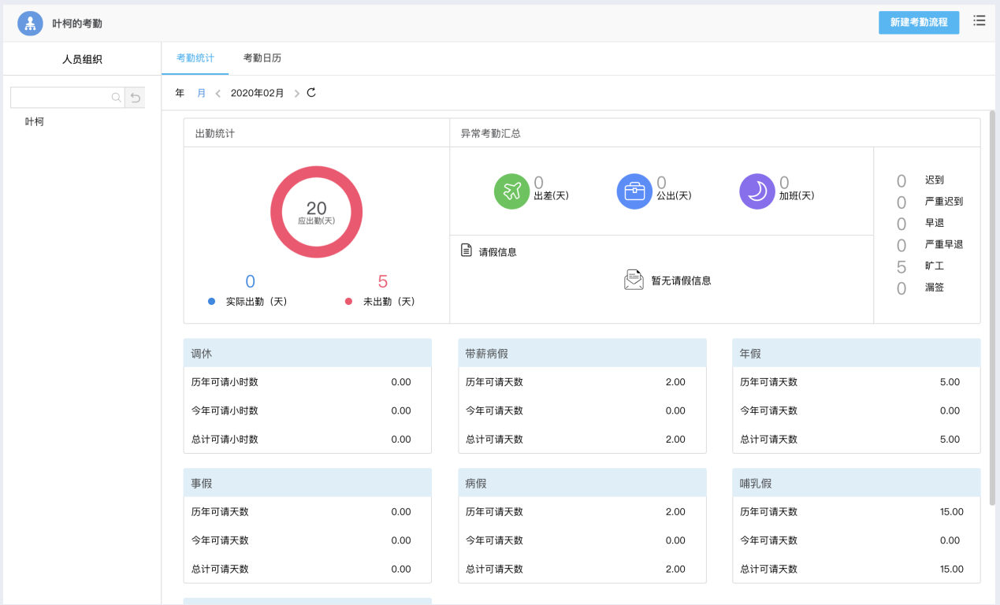 叶柯的考勤
新建考勤流程
人员组织
考勤统计 考勤日历
年 月 2020年02月
叶柯
出勤统计
20
应出勤(天)
0 5
实际出勤（天） 未出勤（天）
异常考勤汇总
0 出差(天)
0 公出(天)
0 加班(天)
请假信息
暂无请假信息
0 迟到
0 严重迟到
0 早退
0 严重早退
5 旷工
0 漏签
调休
历年可请小时数 0.00
今年可请小时数 0.00
总计可请小时数 0.00
带薪病假
历年可请天数 2.00
今年可请天数 0.00
总计可请天数 2.00
年假
历年可请天数 5.00
今年可请天数 0.00
总计可请天数 5.00
事假
历年可请天数 0.00
今年可请天数 0.00
总计可请天数 0.00
病假
历年可请天数 2.00
今年可请天数 0.00
总计可请天数 2.00
哺乳假
历年可请天数 15.00
今年可请天数 0.00
总计可请天数 15.00